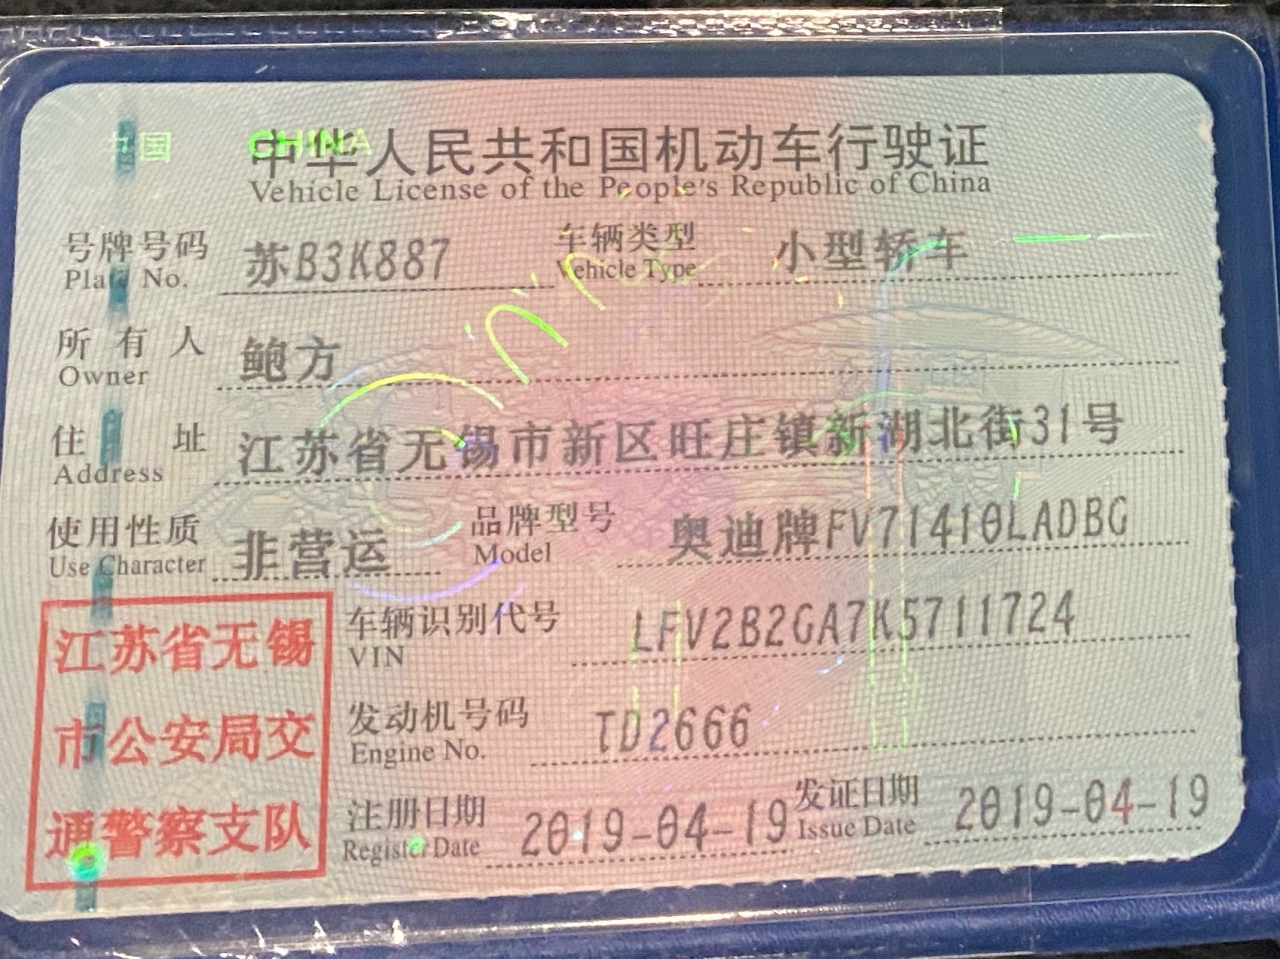 中国 CHINA
中华人民共和国机动车行驶证
Vehicle License of the People's Republic of China
号牌号码 苏B3K887 车辆类型 小型轿车
Plate No. Vehicle Type
所有人 鲍方
Owner
住址 江苏省无锡市新区旺庄镇新湖北街31号
Address
使用性质 非营运 品牌型号 奥迪牌FV71410LADBG
Use Character Model
江苏省无锡
市公安局交
通警察支队
车辆识别代号 LFV2B2GA7K5711724
VIN
发动机号码 TD2666
Engine No.
注册日期 2019-04-19 发证日期 2019-04-19
Register Date Issue Date